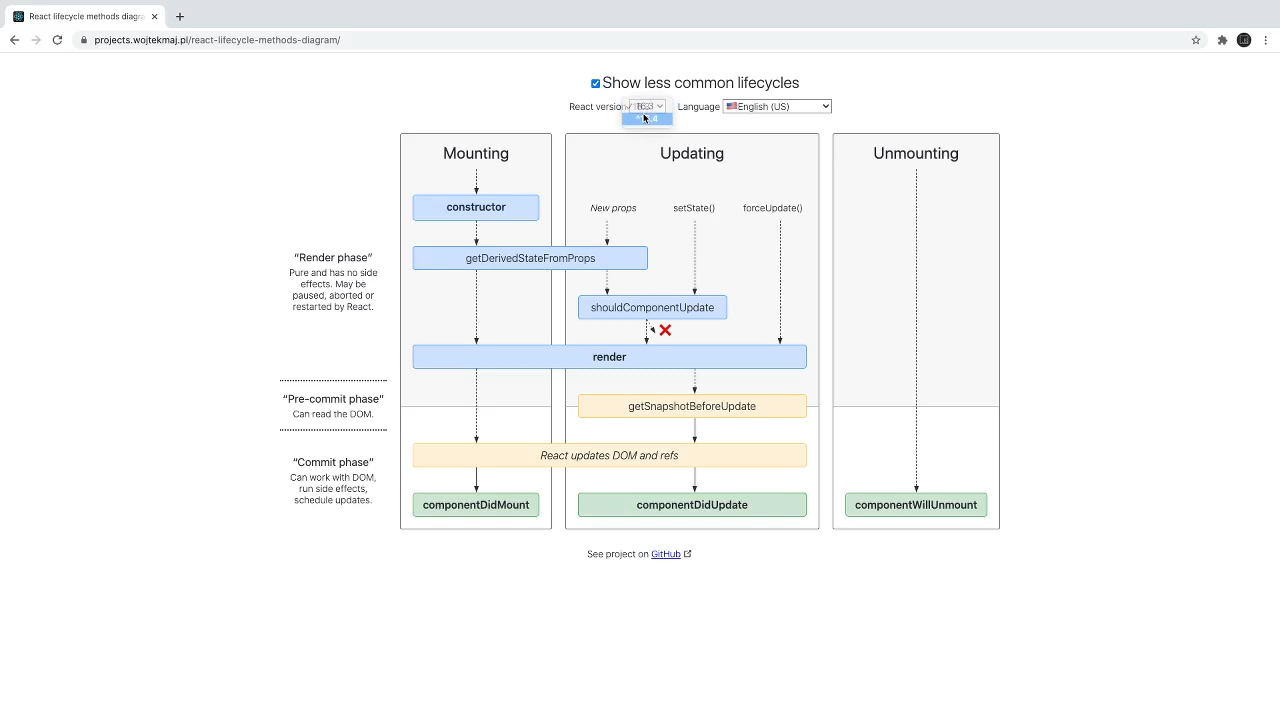 React lifecycle methods diagra
projects.wojtekmaj.pl/react-lifecycle-methods-diagram/
Show less common lifecycles
React version 16.3 Language English (US)
Mounting Updating Unmounting
constructor New props setState() forceUpdate()
"Render phase"
Pure and has no side
effects. May be
paused, aborted or
restarted by React.
getDerivedStateFromProps
shouldComponentUpdate
render
"Pre-commit phase"
Can read the DOM.
getSnapshotBeforeUpdate
"Commit phase"
Can work with DOM,
run side effects,
schedule updates.
React updates DOM and refs
componentDidMount componentDidUpdate componentWillUnmount
See project on GitHub